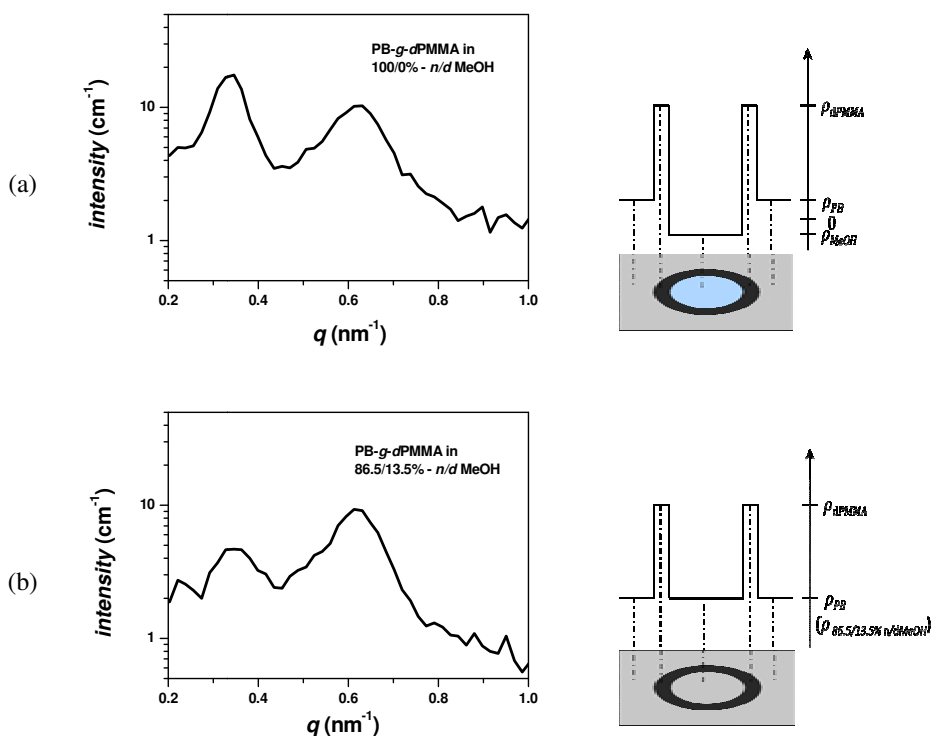 (a)
intensity (cm-1)
10
1
0.2 0.4 0.6 0.8 1.0
q (nm-1)
PB-g-dPMMA in
100/0% - n/d MeOH
ρdPMMA
ρPB
0
ρMeOH
(b)
intensity (cm-1)
10
1
0.2 0.4 0.6 0.8 1.0
q (nm-1)
PB-g-dPMMA in
86.5/13.5% - n/d MeOH
ρdPMMA
ρPB
(ρ 86.5/13.5% n/dMeOH)